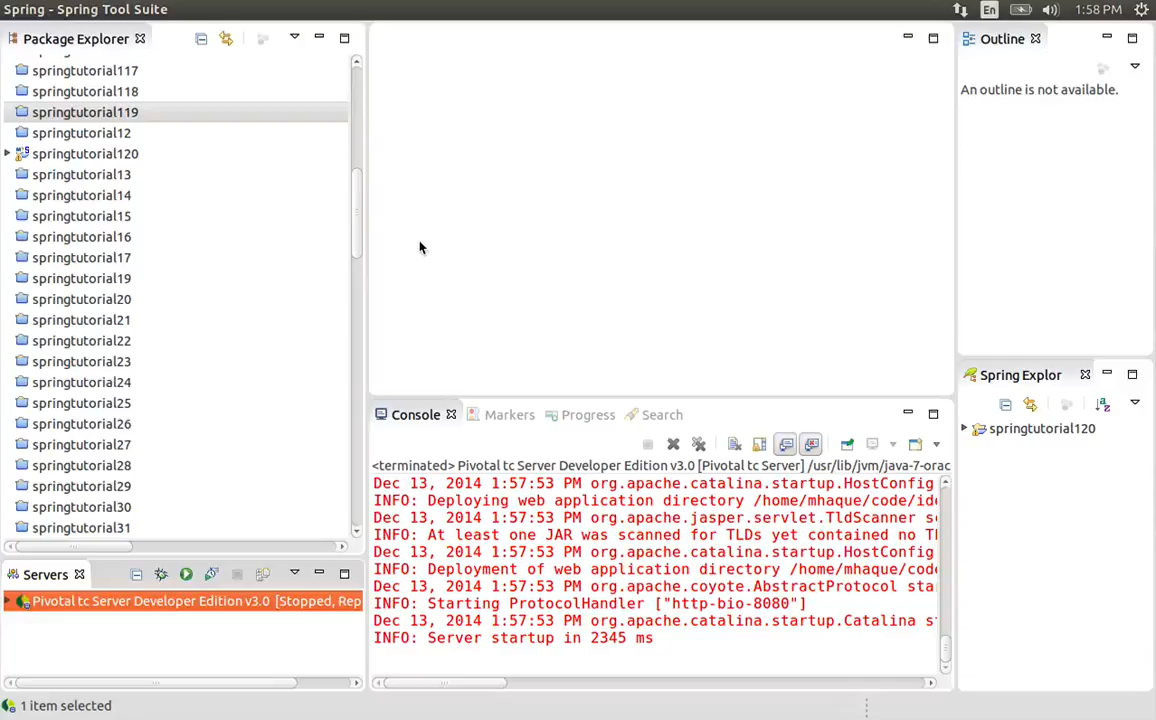 Spring - Spring Tool Suite
En
1:58 PM
Package Explorer
springtutorial117
springtutorial118
springtutorial119
springtutorial12
springtutorial120
springtutorial13
springtutorial14
springtutorial15
springtutorial16
springtutorial17
springtutorial19
springtutorial20
springtutorial21
springtutorial22
springtutorial23
springtutorial24
springtutorial25
springtutorial26
springtutorial27
springtutorial28
springtutorial29
springtutorial30
springtutorial31
Servers
Pivotal tc Server Developer Edition v3.0 [Stopped, Rep
Console
Markers
Progress
Search
<terminated> Pivotal tc Server Developer Edition v3.0 [Pivotal tc Server] /usr/lib/jvm/java-7-orac
Dec 13, 2014 1:57:53 PM org.apache.catalina.startup.HostConfig
INFO: Deploying web application directory /home/mhaque/code/ide
Dec 13, 2014 1:57:53 PM org.apache.jasper.servlet.TldScanner sc
INFO: At least one JAR was scanned for TLDs yet contained no TL
Dec 13, 2014 1:57:53 PM org.apache.catalina.startup.HostConfig
INFO: Deployment of web application directory /home/mhaque/code
Dec 13, 2014 1:57:53 PM org.apache.coyote.AbstractProtocol star
INFO: Starting ProtocolHandler ["http-bio-8080"]
Dec 13, 2014 1:57:53 PM org.apache.catalina.startup.Catalina st
INFO: Server startup in 2345 ms
Outline
An outline is not available.
Spring Explor
springtutorial120
1 item selected